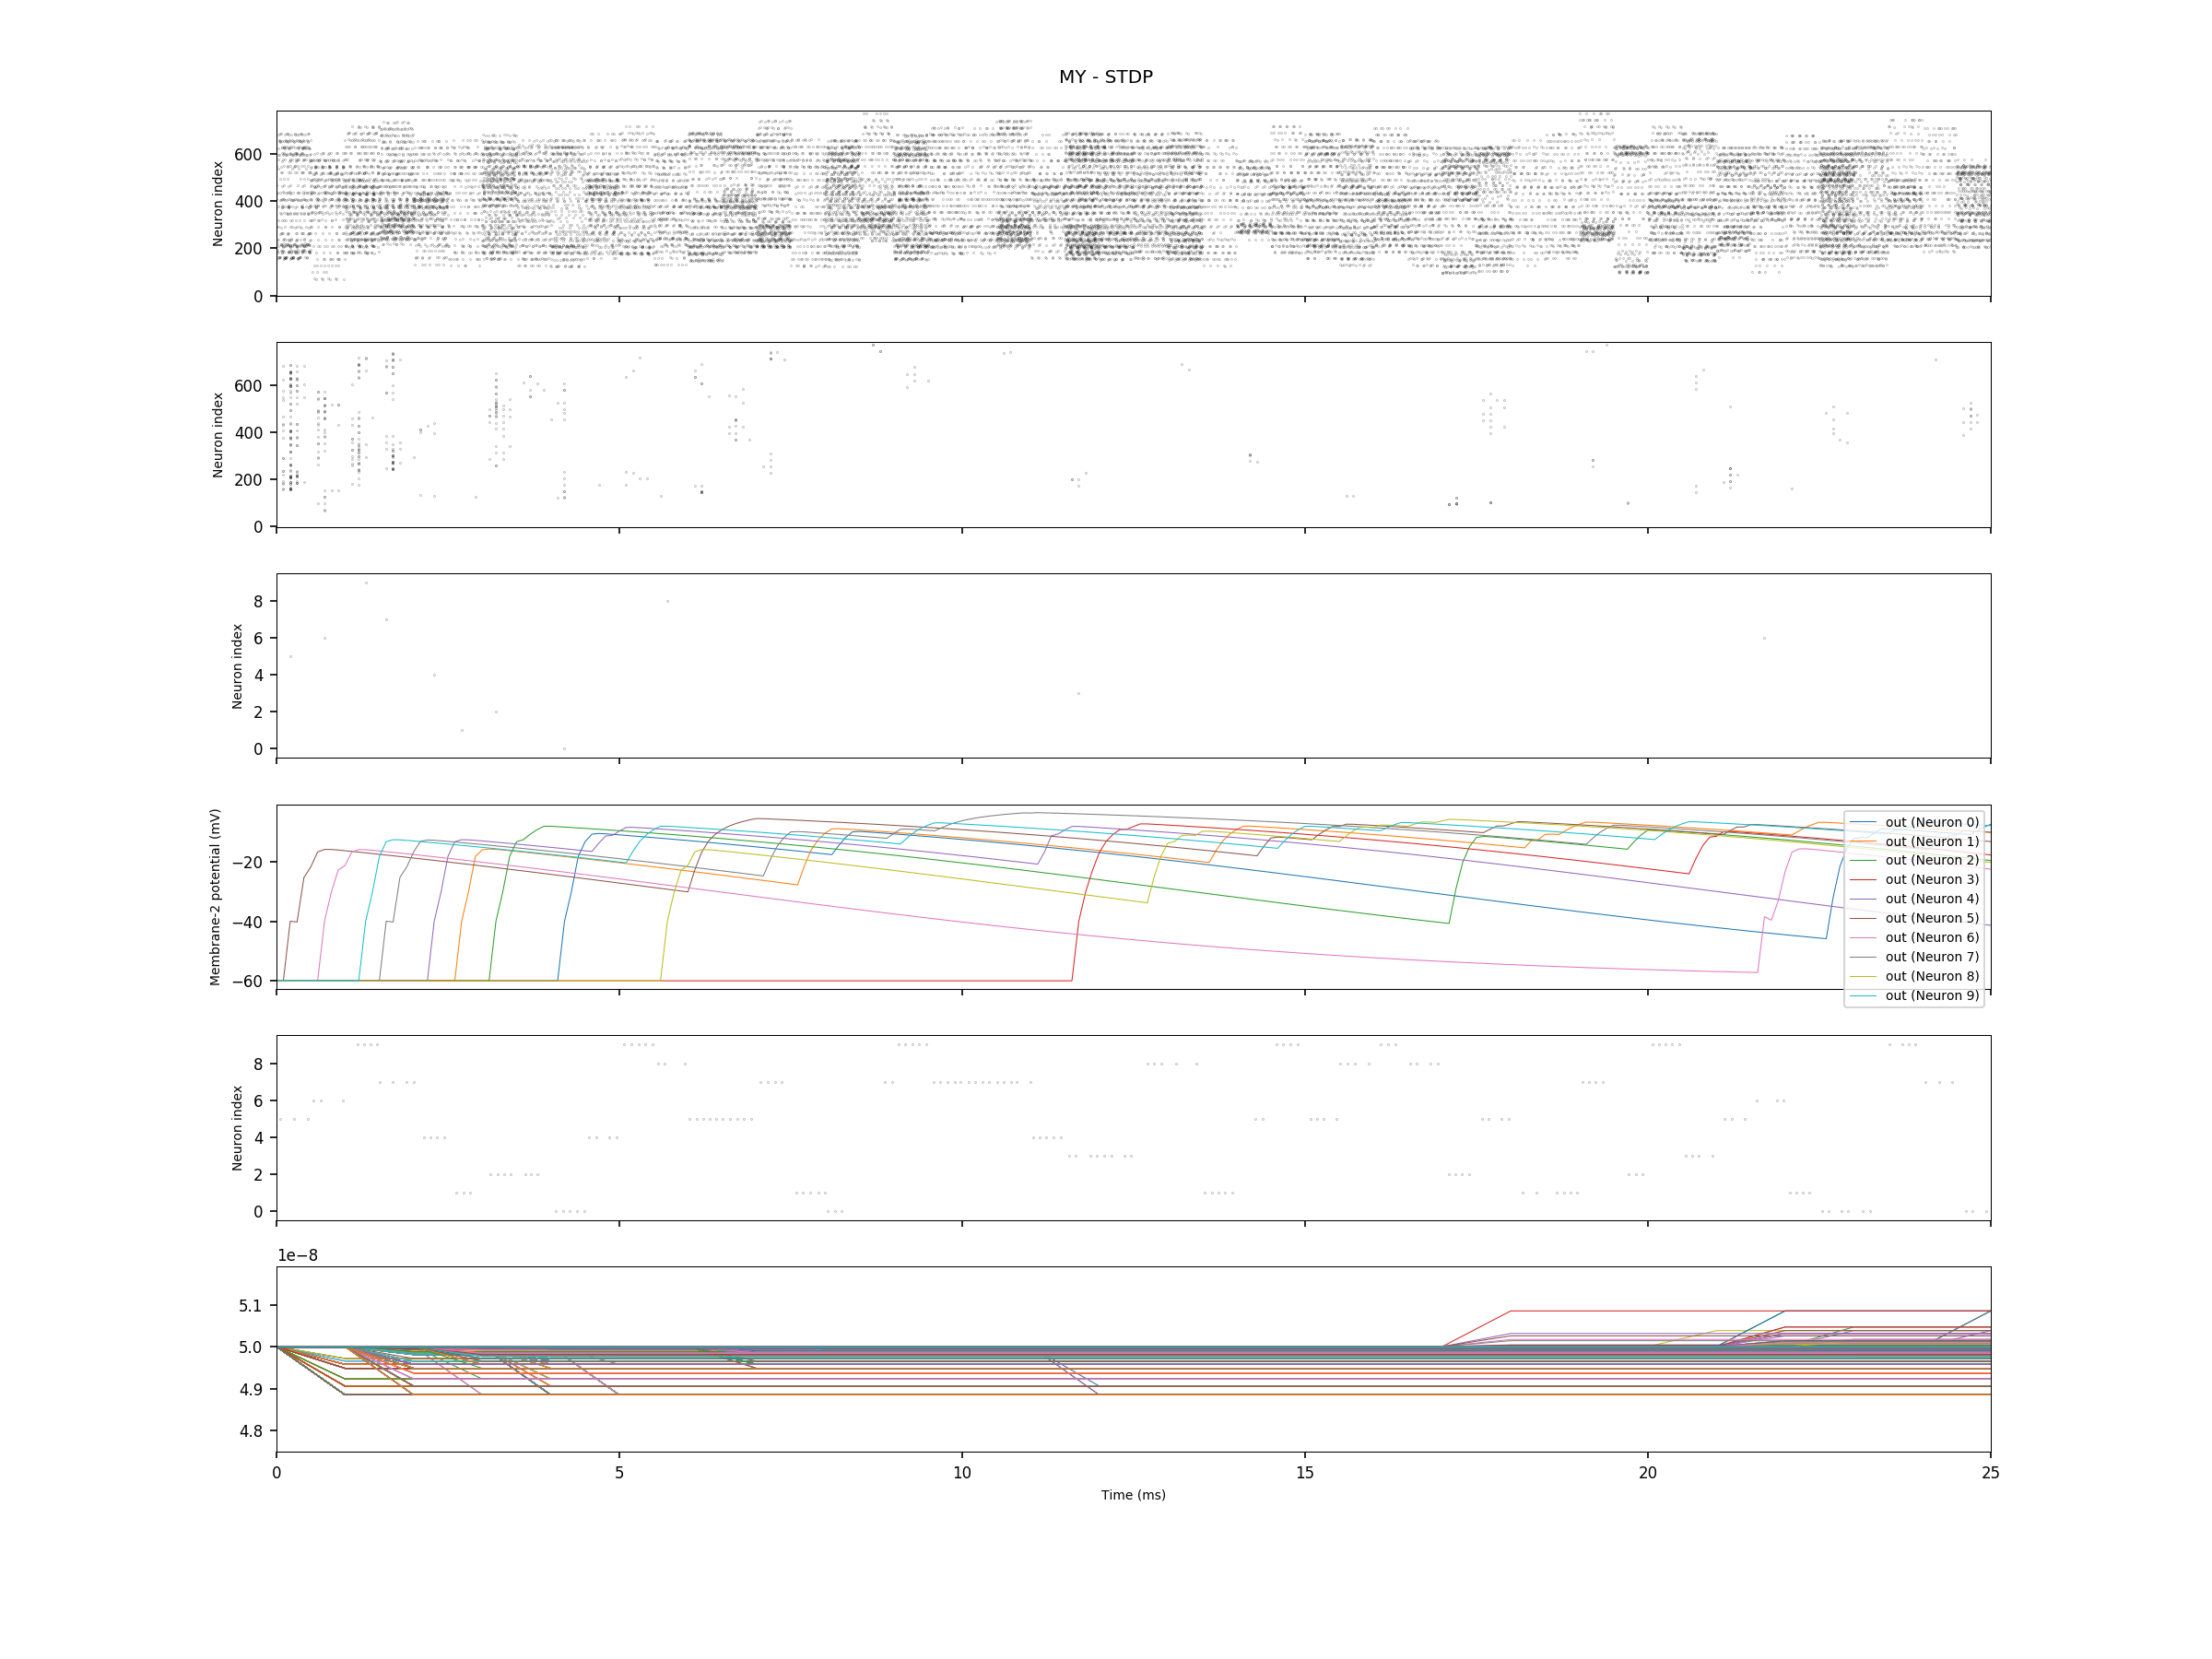 MY - STDP
Neuron index
600
400
200
0
Neuron index
600
400
200
0
Neuron index
8
6
4
2
0
Membrane-2 potential (mV)
−20
−40
−60
out (Neuron 0)
out (Neuron 1)
out (Neuron 2)
out (Neuron 3)
out (Neuron 4)
out (Neuron 5)
out (Neuron 6)
out (Neuron 7)
out (Neuron 8)
out (Neuron 9)
Neuron index
8
6
4
2
0
1e−8
5.1
5.0
4.9
4.8
0 5 10 15 20 25
Time (ms)